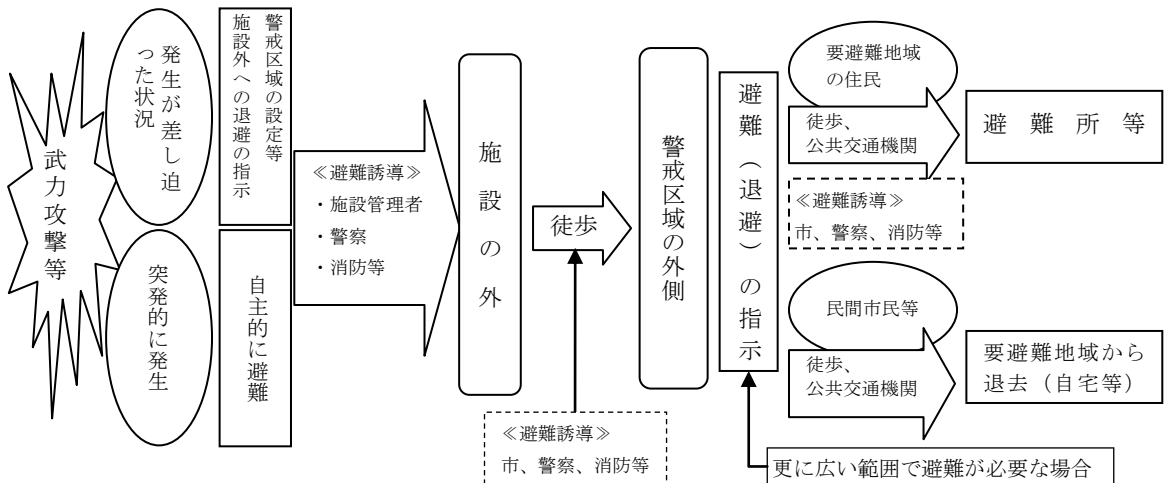 武力攻撃等
発生が差し迫
った状況
突発的に発生
警戒区域の設定等
施設外への退避の指示
自主的に避難
≪避難誘導≫
・施設管理者
・警察
・消防等
施設の外
徒歩
≪避難誘導≫
市、警察、消防等
警戒区域の外側
避難（退避）の指示
更に広い範囲で避難が必要な場合
要避難地域
の住民
徒歩、
公共交通機関
≪避難誘導≫
市、警察、消防等
避難所等
民間市民等
徒歩、
公共交通機関
要避難地域から
退去（自宅等）